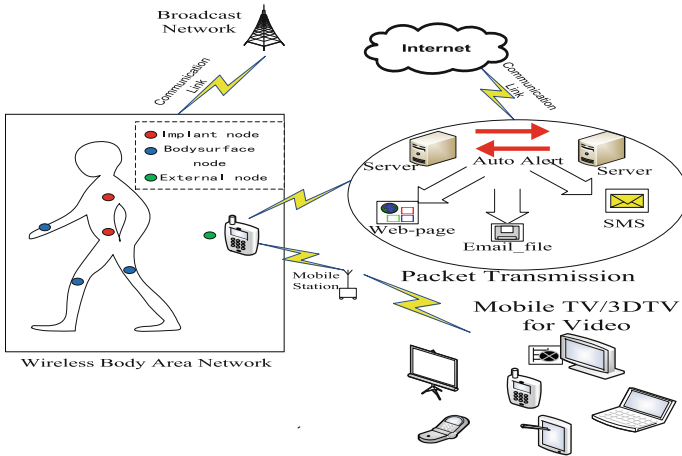 Broadcast
Network
Internet
Communication
Link
Communication
Link
Implant node
Bodysurface
node
External node
Server
Auto Alert
Server
Web-page
Email_file
SMS
Packet Transmission
Mobile
Station
Mobile TV/3DTV
for Video
Wireless Body Area Network